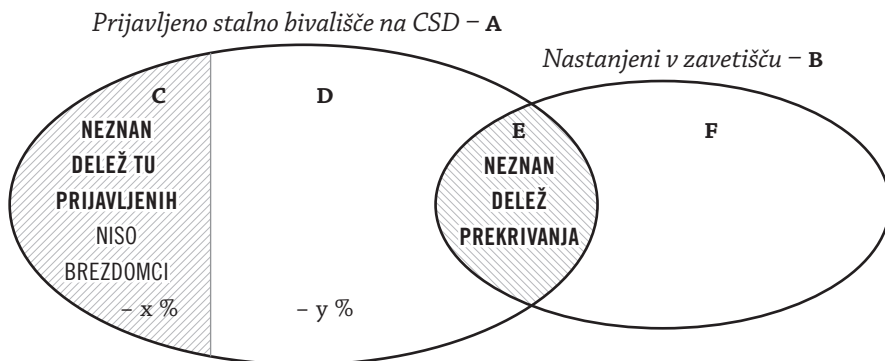 Prijavljeno stalno bivališče na CSD – A
Nastanjeni v zavetišču – B
C
NEZNAN
DELEŽ TU
PRIJAVLJENIH
NISO
BREZDOMCI
– x %
D
– y %
E
NEZNAN
DELEŽ
PREKRIVANJA
F